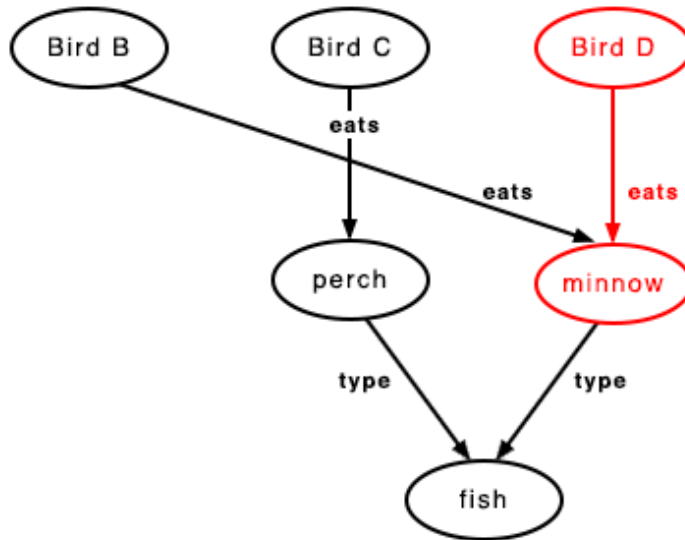 Bird B
Bird C
Bird D
eats
eats
eats
perch
minnow
type
type
fish